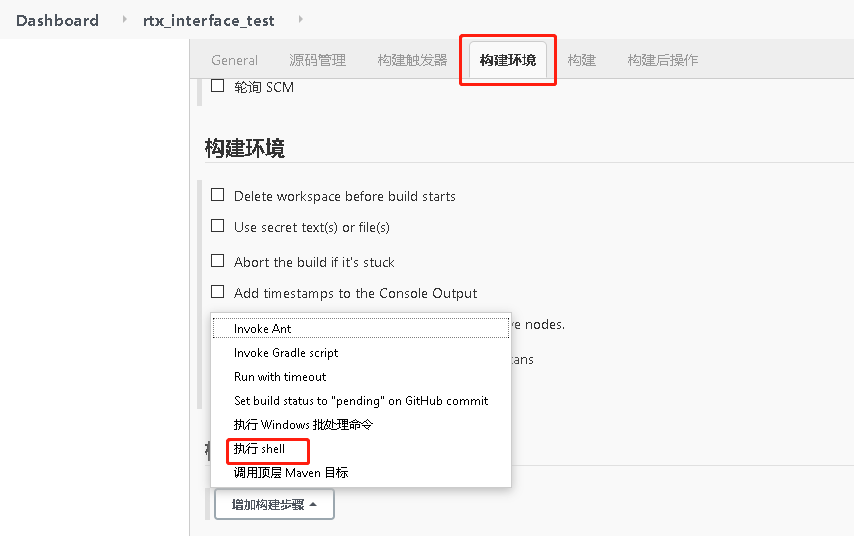 Dashboard rtx_interface_test
General 源码管理 构建触发器 构建环境 构建 构建后操作
轮询 SCM
构建环境
Delete workspace before build starts
Use secret text(s) or file(s)
Abort the build if it's stuck
Add timestamps to the Console Output
ve nodes.
Invoke Ant
Invoke Gradle script
ans
Run with timeout
Set build status to "pending" on GitHub commit
执行 Windows 批处理命令
执行 shell
调用顶层 Maven 目标
增加构建步骤